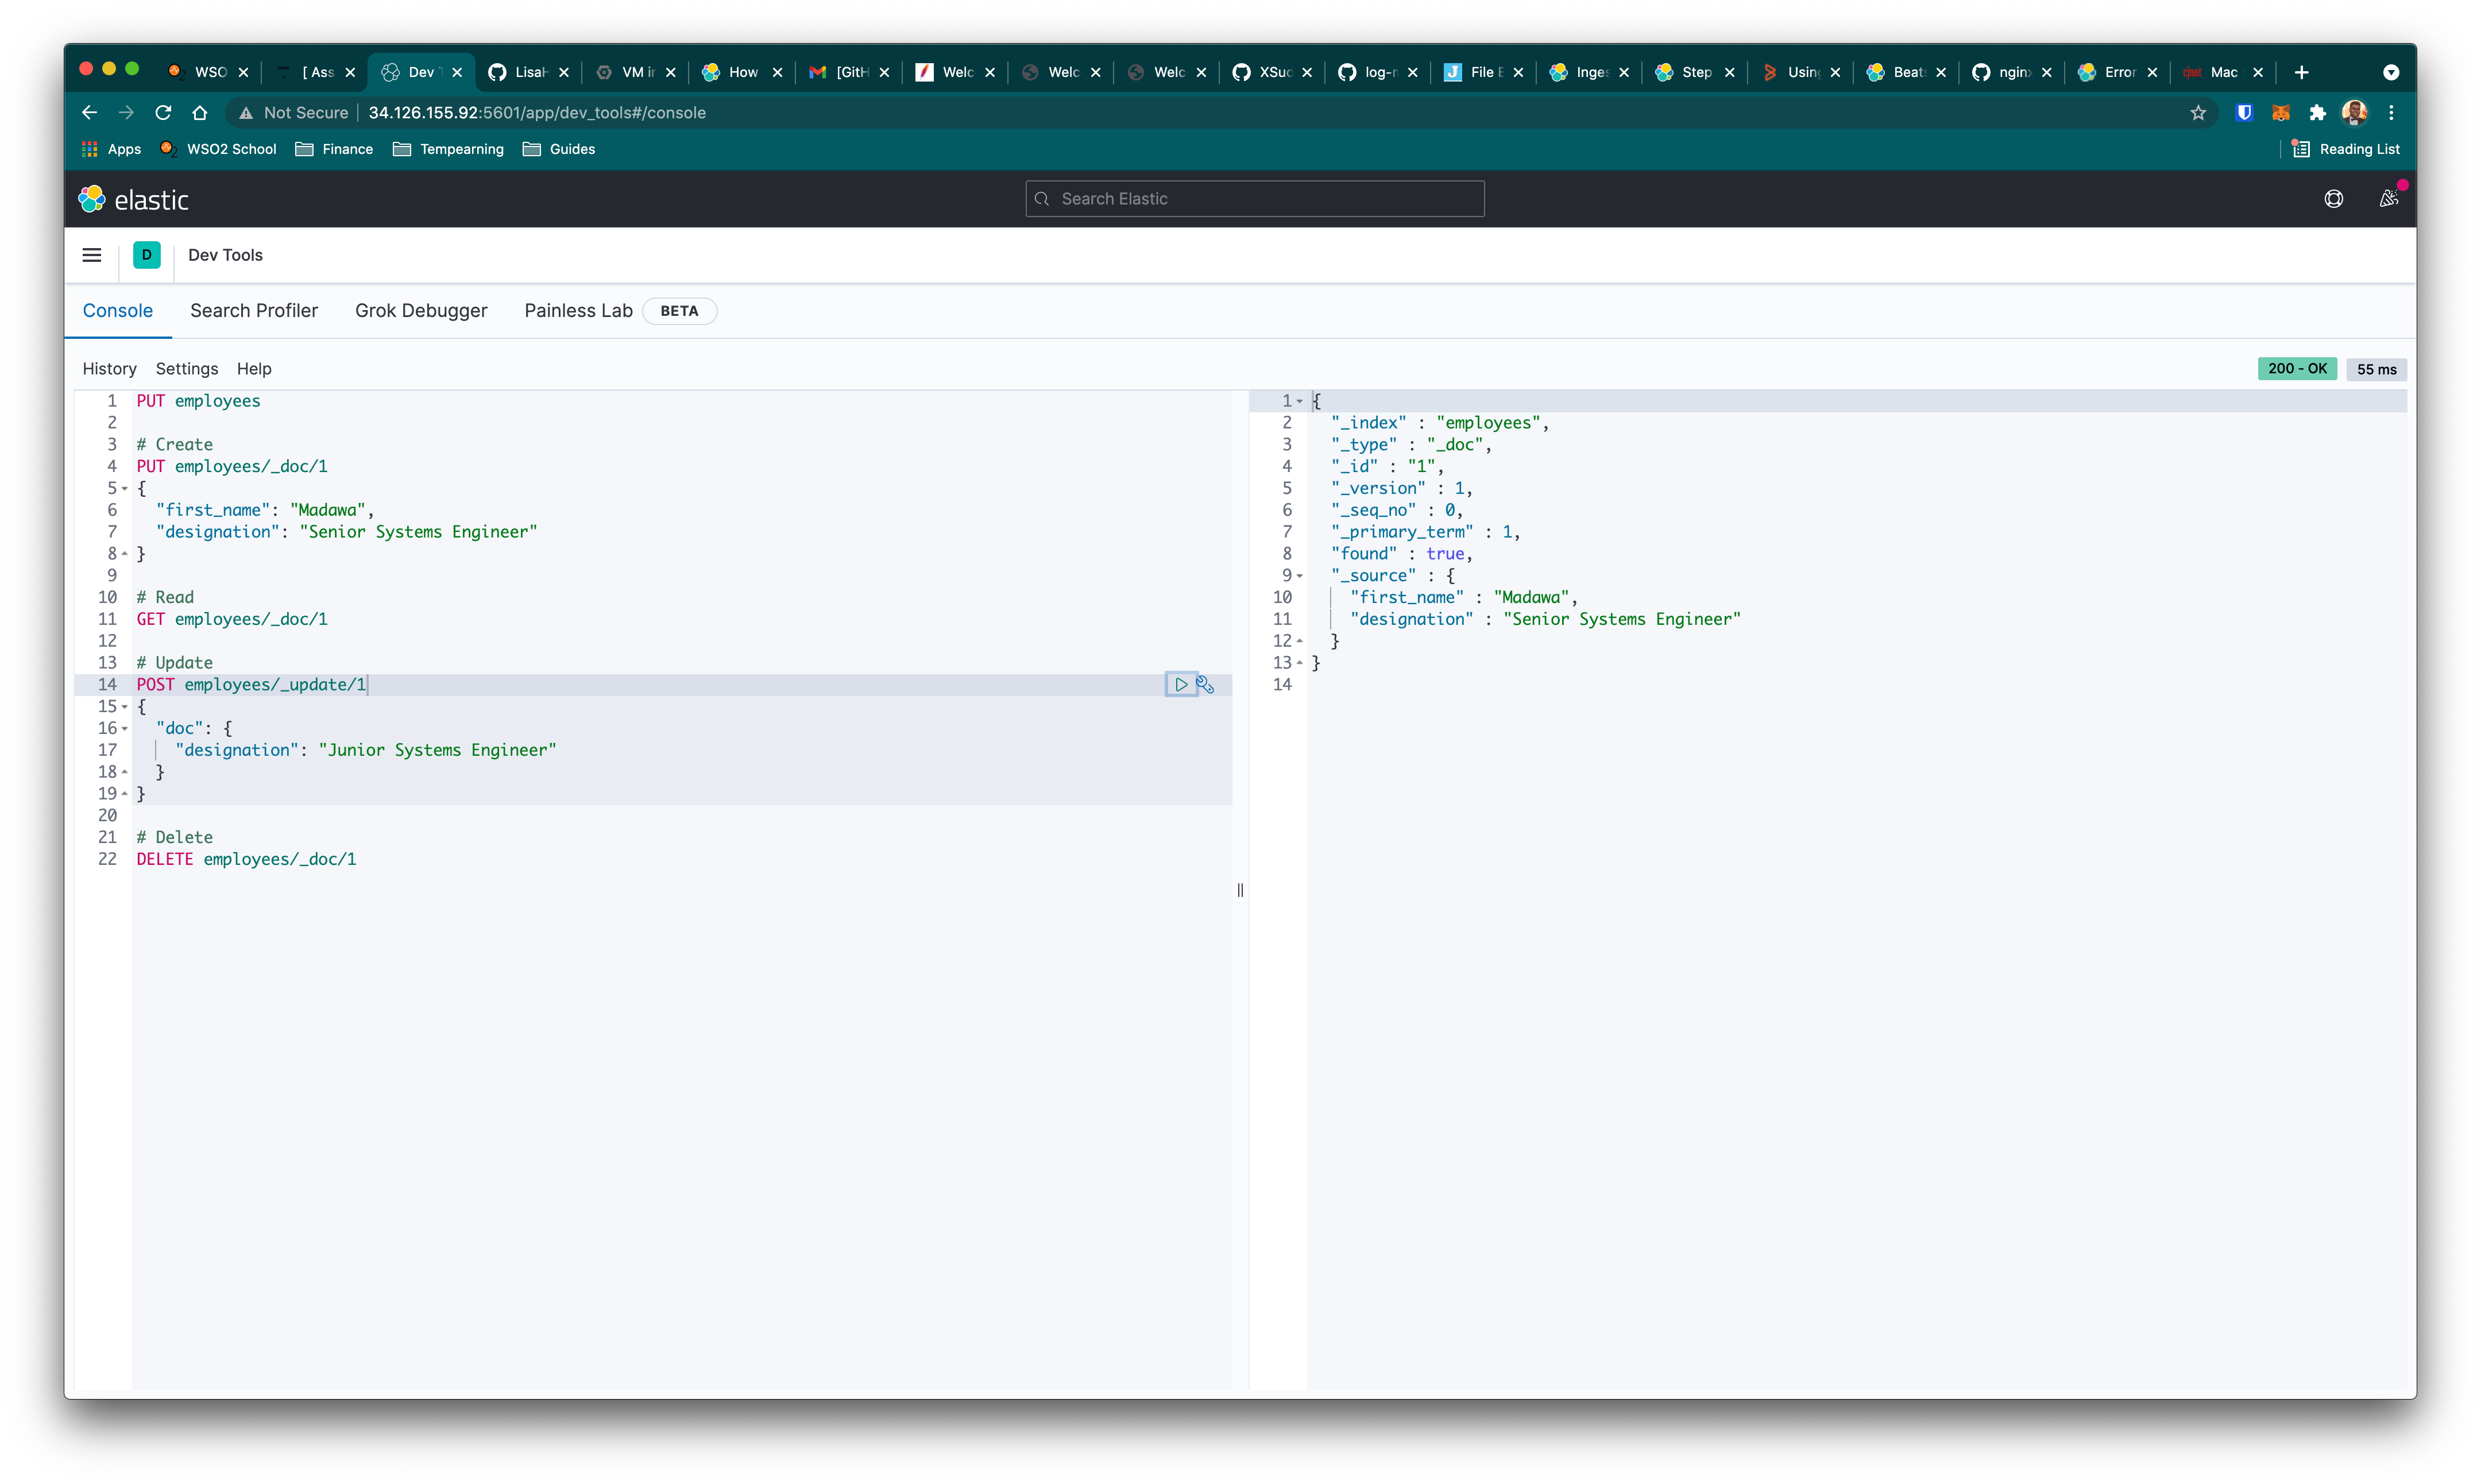 WSO [ Ass Dev T LisaH VM in How [GitH Welc Welc Welc XSuc log-m File B Inges Step Using Beats nginx Error cnet Mac
Not Secure 34.126.155.92:5601/app/dev_tools#/console
Apps WSO2 School Finance Tempearning Guides Reading List
elastic Search Elastic
D Dev Tools
Console Search Profiler Grok Debugger Painless Lab BETA
History Settings Help 200 - OK 55 ms
1 PUT employees
2
3 # Create
4 PUT employees/_doc/1
5 {
6 "first_name": "Madawa",
7 "designation": "Senior Systems Engineer"
8 }
9
10 # Read
11 GET employees/_doc/1
12
13 # Update
14 POST employees/_update/1
15 {
16 "doc": {
17 "designation": "Junior Systems Engineer"
18 }
19 }
20
21 # Delete
22 DELETE employees/_doc/1
1 {
2 "_index" : "employees",
3 "_type" : "_doc",
4 "_id" : "1",
5 "_version" : 1,
6 "_seq_no" : 0,
7 "_primary_term" : 1,
8 "found" : true,
9 "_source" : {
10 "first_name" : "Madawa",
11 "designation" : "Senior Systems Engineer"
12 }
13 }
14